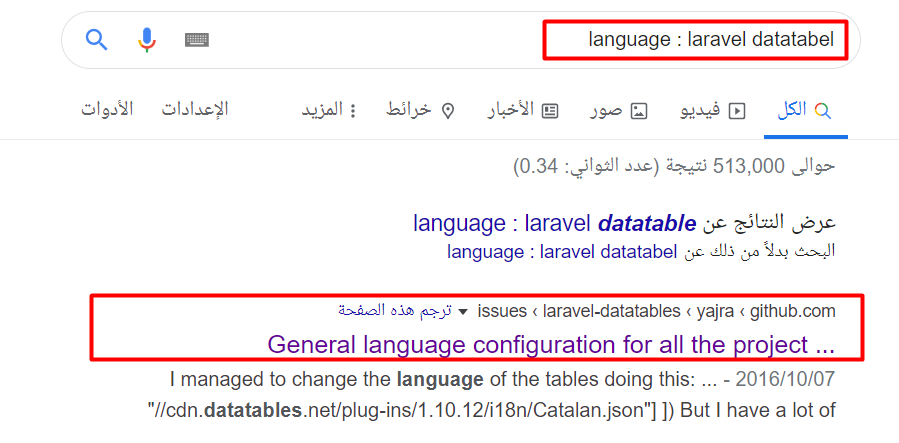 language : laravel datatabel
الكل فيديو صور الأخبار خرائط المزيد الإعدادات الأدوات
حوالى 513,000 نتيجة (عدد الثواني: 0.34)
عرض النتائج عن language : laravel datatable
البحث بدلاً من ذلك عن language : laravel datatabel
github.com › yajra › laravel-datatables › issues ترجم هذه الصفحة
General language configuration for all the project ...
2016/10/07 - I managed to change the language of the tables doing this: ...
"//cdn.datatables.net/plug-ins/1.10.12/i18n/Catalan.json"] ]) But I have a lot of